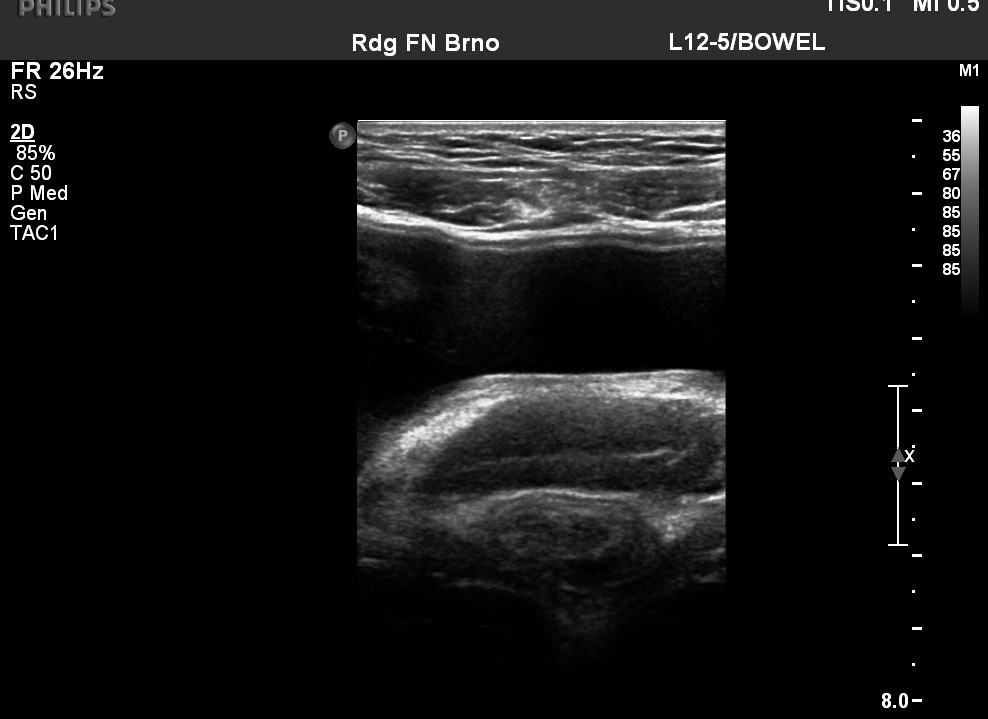 PHILIPS
TIS0.1 MI 0.5
Rdg FN Brno
L12-5/BOWEL
FR 26Hz
RS
M1
2D
85%
C 50
P Med
Gen
TAC1
P
36
55
67
80
85
85
85
85
X
8.0